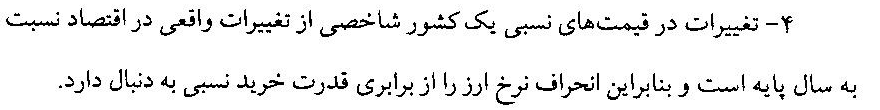 ۴- تغییرات در قیمت‌های نسبی یک کشور شاخصی از تغییرات واقعی در اقتصاد نسبت
به سال پایه است و بنابراین انحراف نرخ ارز را از برابری قدرت خرید نسبی به دنبال دارد.